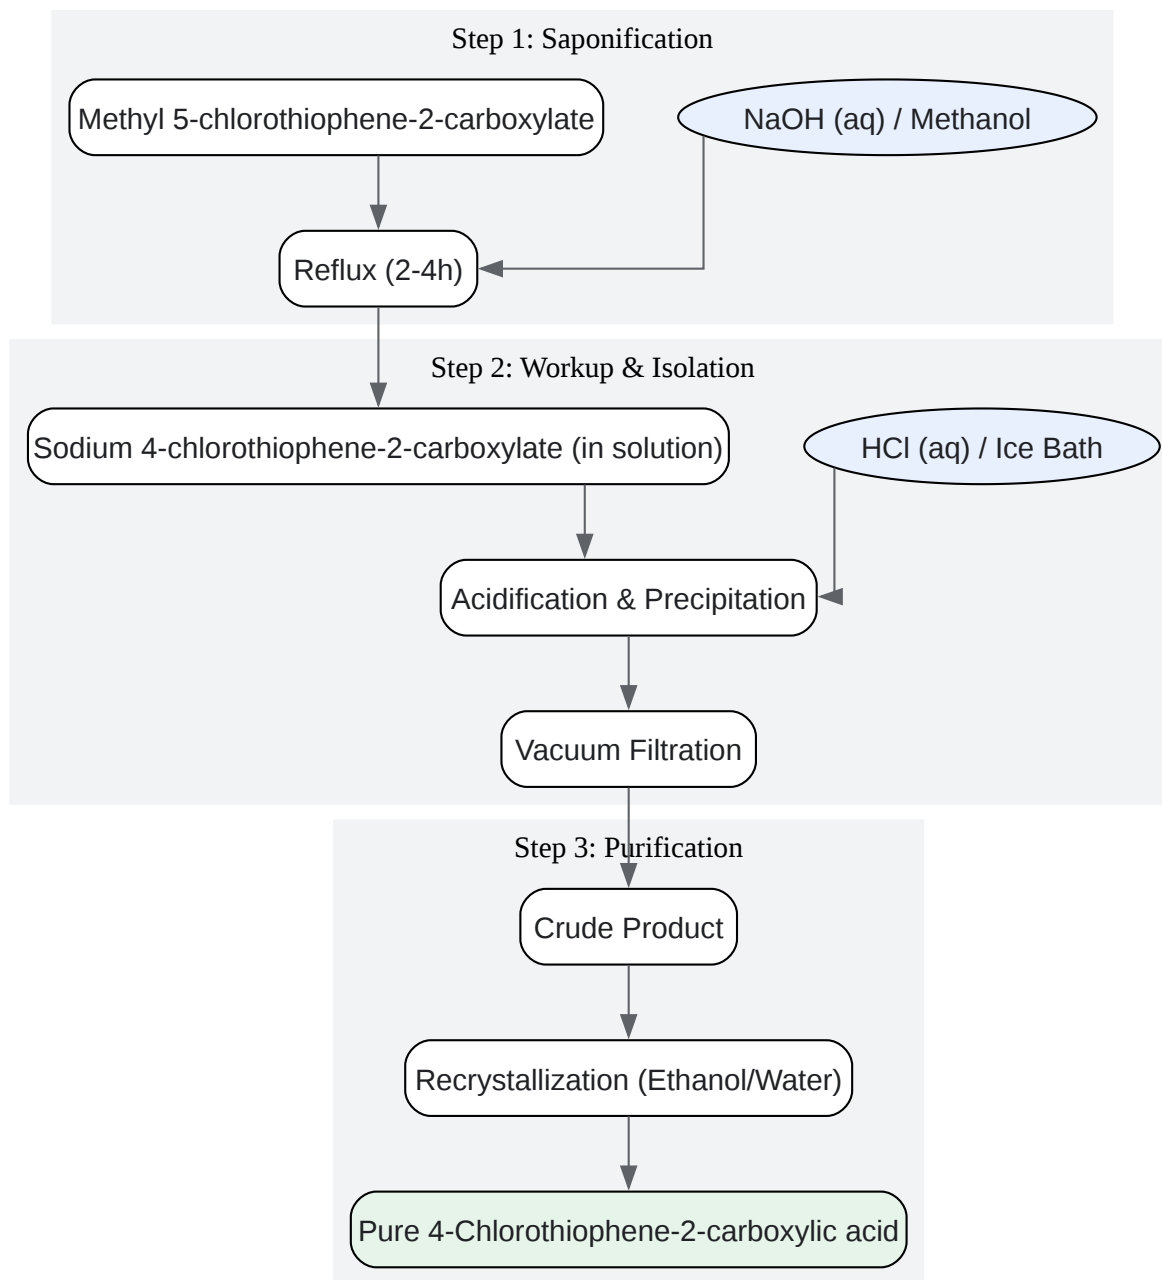 Step 1: Saponification
Methyl 5-chlorothiophene-2-carboxylate
NaOH (aq) / Methanol
Reflux (2-4h)
Step 2: Workup & Isolation
Sodium 4-chlorothiophene-2-carboxylate (in solution)
HCl (aq) / Ice Bath
Acidification & Precipitation
Vacuum Filtration
Step 3: Purification
Crude Product
Recrystallization (Ethanol/Water)
Pure 4-Chlorothiophene-2-carboxylic acid